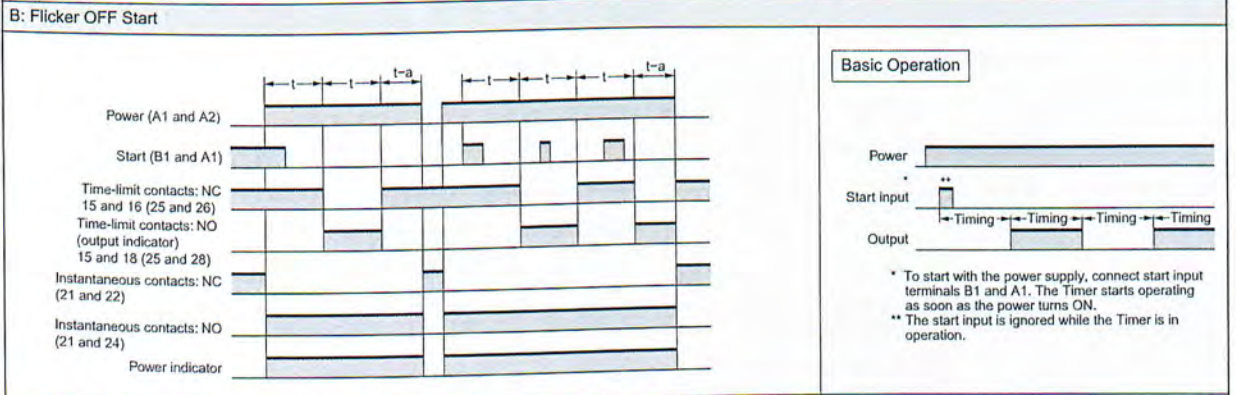 B: Flicker OFF Start
t t t-a t t t t-a
Power (A1 and A2)
Start (B1 and A1)
Time-limit contacts: NC
15 and 16 (25 and 26)
Time-limit contacts: NO
(output indicator)
15 and 18 (25 and 28)
Instantaneous contacts: NC
(21 and 22)
Instantaneous contacts: NO
(21 and 24)
Power indicator
Basic Operation
Power
* **
Start input
Timing Timing Timing Timing
Output
* To start with the power supply, connect start input
terminals B1 and A1. The Timer starts operating
as soon as the power turns ON.
** The start input is ignored while the Timer is in
operation.